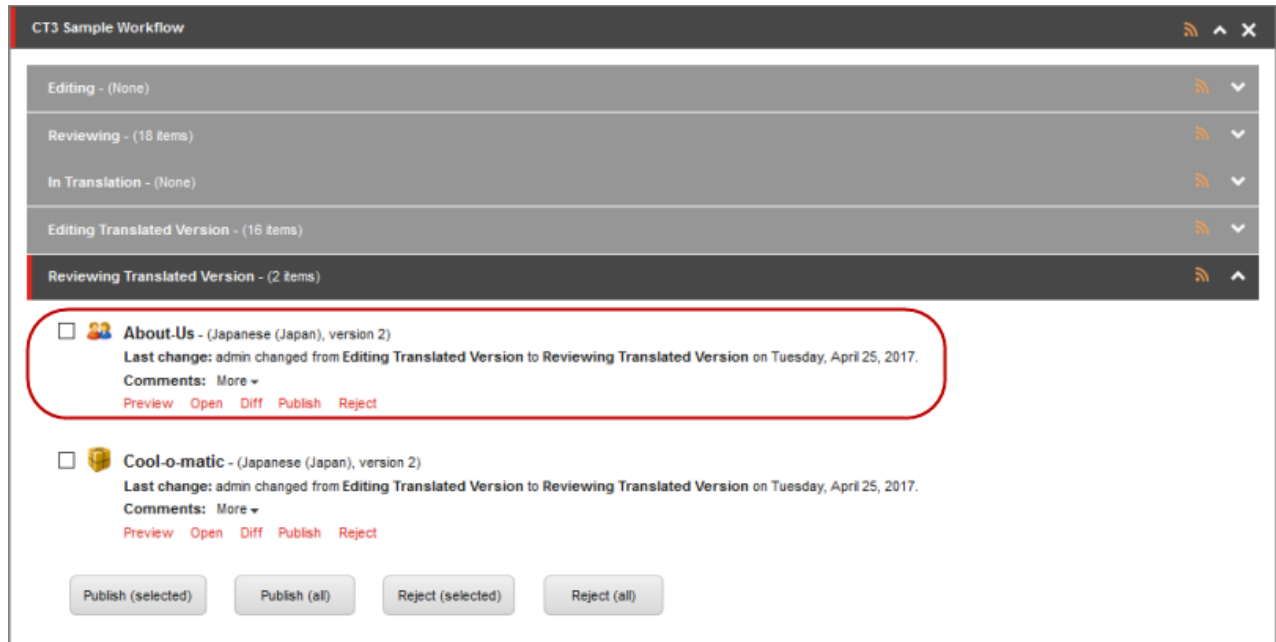 CT3 Sample Workflow
Editing - (None)
Reviewing - (18 items)
In Translation - (None)
Editing Translated Version - (16 items)
Reviewing Translated Version - (2 items)
About-Us - (Japanese (Japan), version 2)
Last change: admin changed from Editing Translated Version to Reviewing Translated Version on Tuesday, April 25, 2017.
Comments: More
Preview Open Diff Publish Reject
Cool-o-matic - (Japanese (Japan), version 2)
Last change: admin changed from Editing Translated Version to Reviewing Translated Version on Tuesday, April 25, 2017.
Comments: More
Preview Open Diff Publish Reject
Publish (selected) Publish (all) Reject (selected) Reject (all)